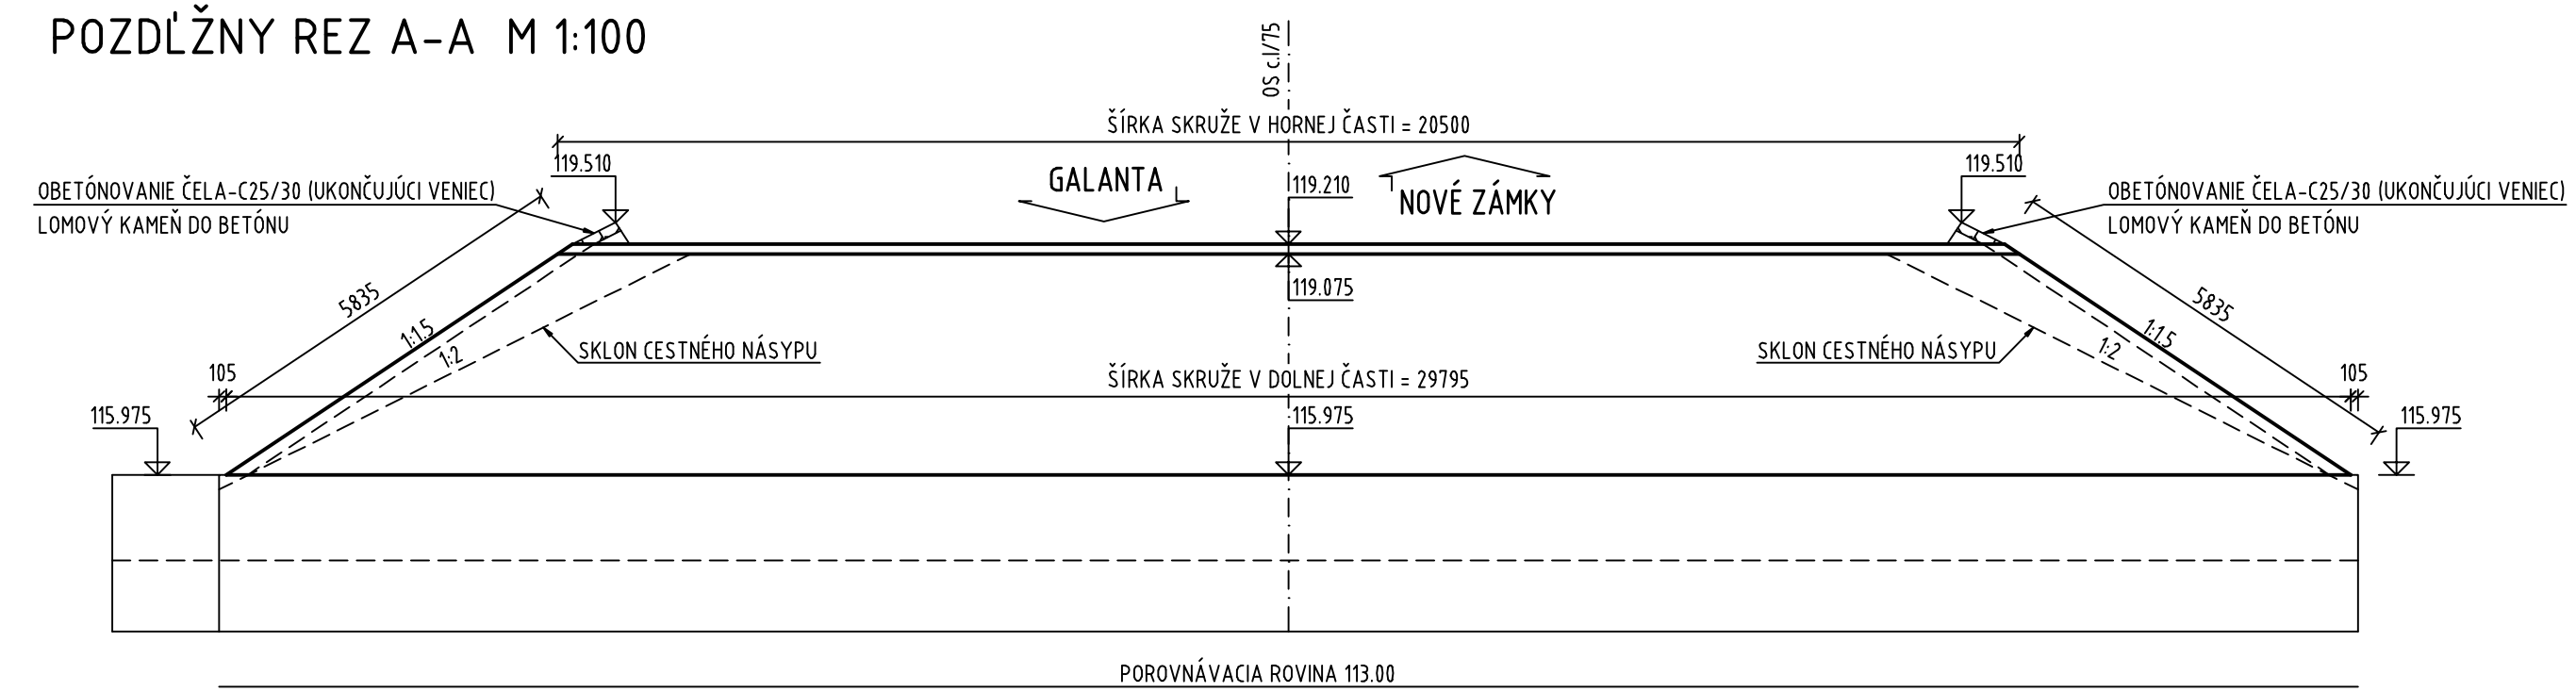 POZDĹŽNY REZ A-A M 1:100
OS c.I/75
ŠÍRKA SKRUŽE V HORNEJ ČASTI = 20500
119.510
119.510
OBETÓNOVANIE ČELA-C25/30 (UKONČUJÚCI VENIEC)
LOMOVÝ KAMEŇ DO BETÓNU
GALANTA
119.210
NOVÉ ZÁMKY
OBETÓNOVANIE ČELA-C25/30 (UKONČUJÚCI VENIEC)
LOMOVÝ KAMEŇ DO BETÓNU
5835
119.075
5835
1:1.5
1:2
SKLON CESTNÉHO NÁSYPU
SKLON CESTNÉHO NÁSYPU
1:2
1:1.5
105
ŠÍRKA SKRUŽE V DOLNEJ ČASTI = 29795
105
115.975
115.975
115.975
POROVNÁVACIA ROVINA 113.00